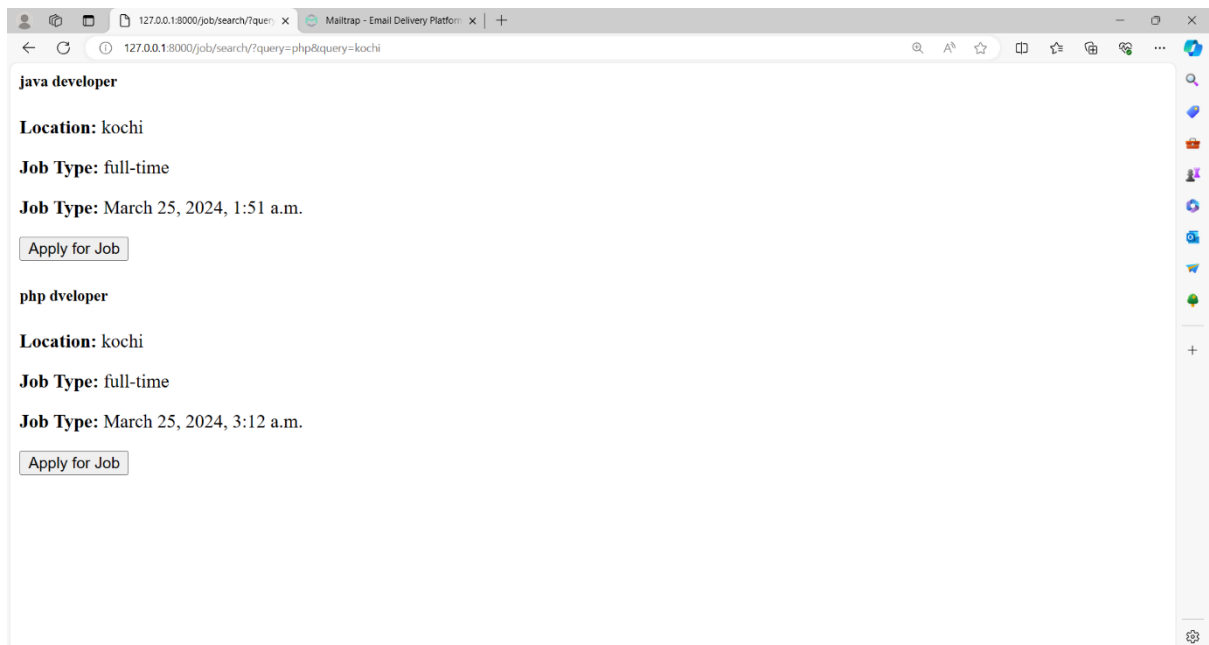 127.0.0.1:8000/job/search/?quer
Mailtrap - Email Delivery Platforn
127.0.0.1:8000/job/search/?query=php&query=kochi
java developer
Location: kochi
Job Type: full-time
Job Type: March 25, 2024, 1:51 a.m.
Apply for Job
php dveloper
Location: kochi
Job Type: full-time
Job Type: March 25, 2024, 3:12 a.m.
Apply for Job